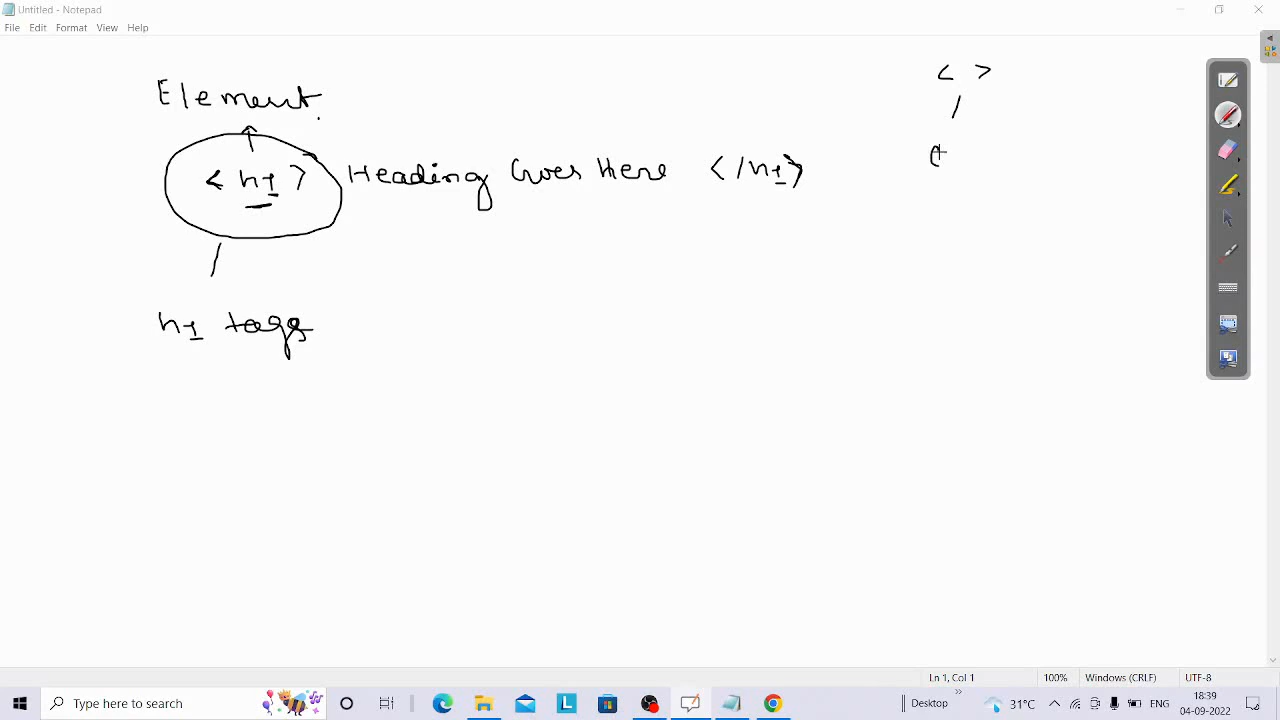 Untitled - Notepad
File Edit Format View Help
< >
/
Element.
<h1> Heading Goes Here </h1>
h1 tags
Ln 1, Col 1 100% Windows (CRLF) UTF-8
Type here to search
L
Desktop
31°C
ENG
18:39
04-09-2022